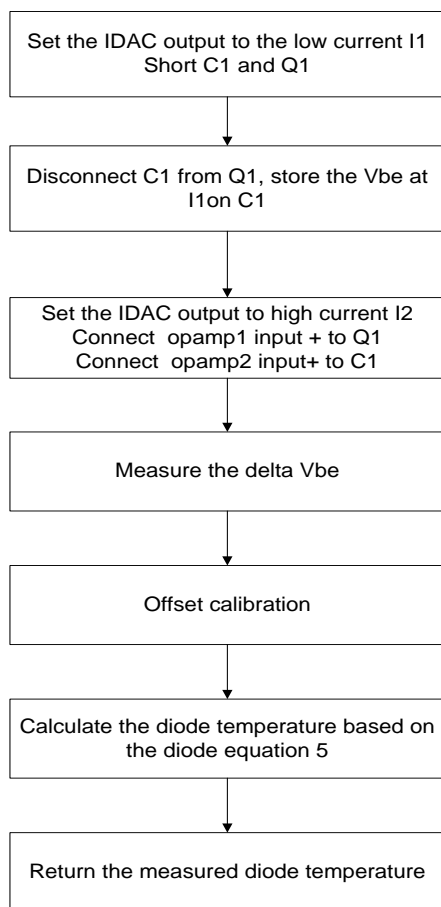 Set the IDAC output to the low current I1
Short C1 and Q1
Disconnect C1 from Q1, store the Vbe at
I1on C1
Set the IDAC output to high current I2
Connect opamp1 input + to Q1
Connect opamp2 input+ to C1
Measure the delta Vbe
Offset calibration
Calculate the diode temperature based on
the diode equation 5
Return the measured diode temperature